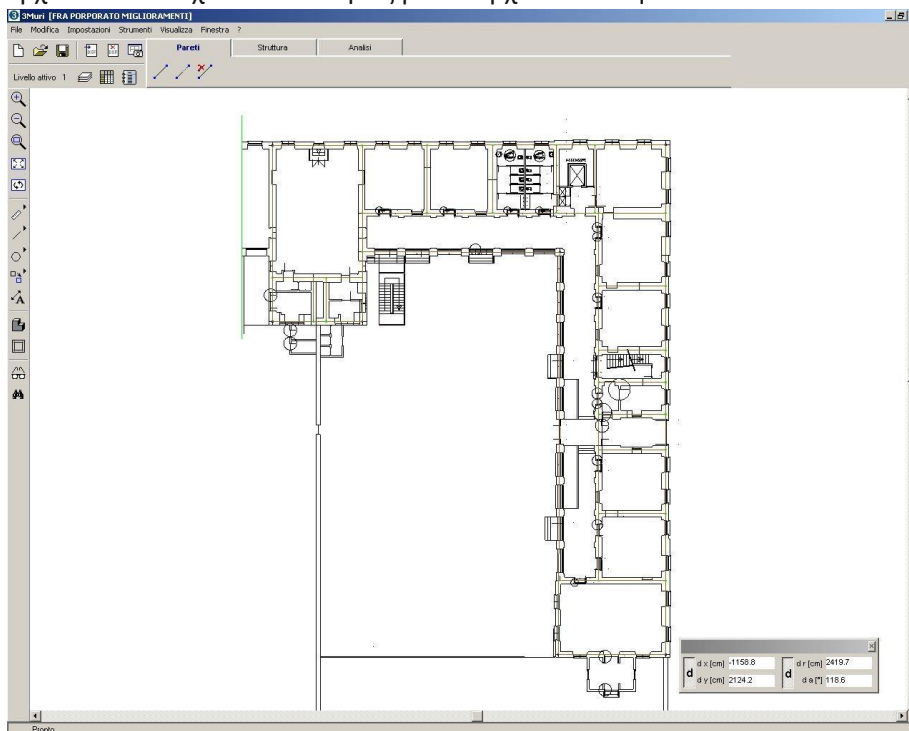 3Muri [FRA PORPORATO MIGLIORAMENTI]
File Modifica Impostazioni Strumenti Visualizza Finestra ?
Pareti Struttura Analisi
Livello attivo 1
d x [cm] -1158.8 d r [cm] 2419.7
d d
d y [cm] 2124.2 d a [°] 118.6
Pronto